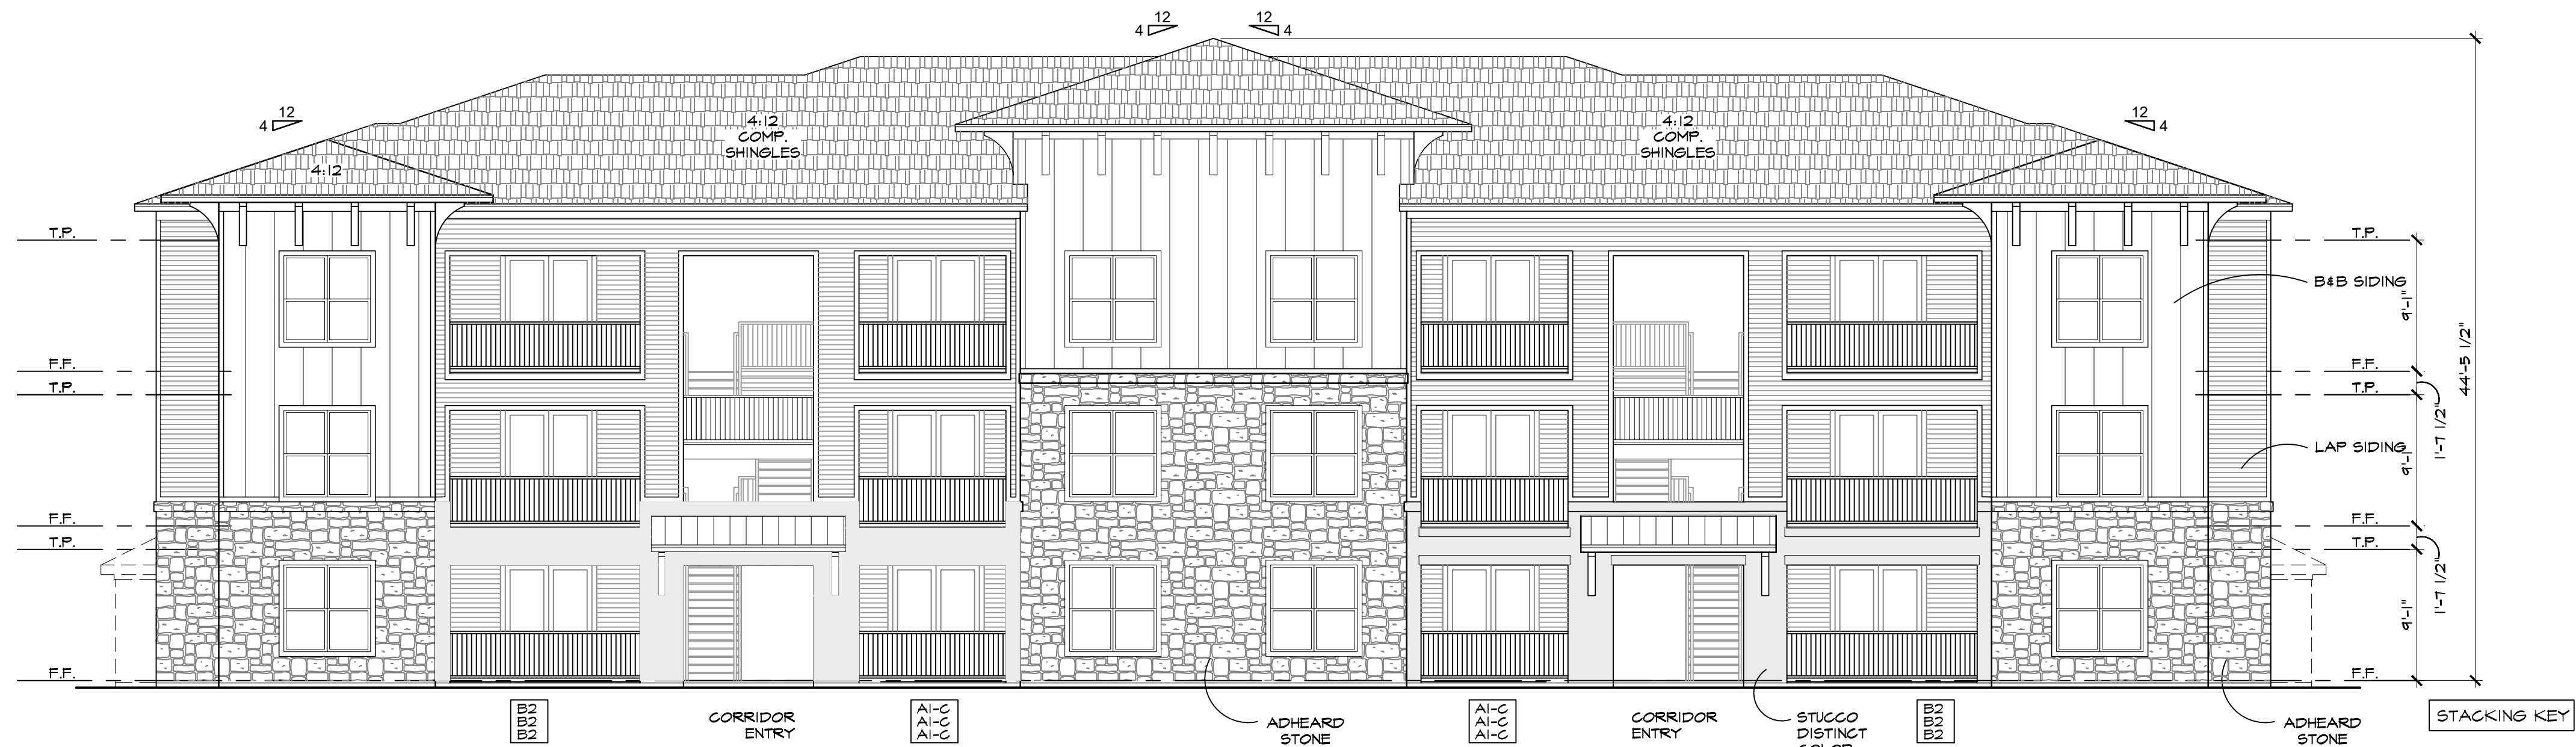 12
4
12
4
12
4
12
4
4:12
COMP.
SHINGLES
4:12
COMP.
SHINGLES
4:12
T.P.
T.P.
B&B SIDING
9'-1"
44'-5 1/2"
F.F.
F.F.
T.P.
T.P.
1'-7 1/2"
LAP SIDING
9'-1"
F.F.
F.F.
T.P.
T.P.
1'-7 1/2"
9'-1"
F.F.
F.F.
B2
B2
B2
CORRIDOR
ENTRY
A1-C
A1-C
A1-C
ADHEARD
STONE
A1-C
A1-C
A1-C
CORRIDOR
ENTRY
STUCCO
DISTINCT
COLOR
B2
B2
B2
ADHEARD
STONE
STACKING KEY